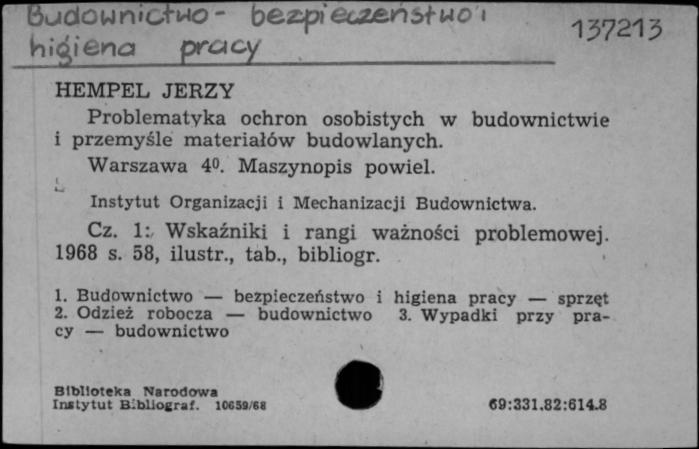 Budownictwo - bezpieczeństwo i
137213
higiena pracy
HEMPEL JERZY
Problematyka ochron osobistych w budownictwie
i przemyśle materiałów budowlanych.
Warszawa 4⁰. Maszynopis powiel.
Instytut Organizacji i Mechanizacji Budownictwa.
Cz. 1: Wskaźniki i rangi ważności problemowej.
1968 s. 58, ilustr., tab., bibliogr.
1. Budownictwo — bezpieczeństwo i higiena pracy — sprzęt
2. Odzież robocza — budownictwo 3. Wypadki przy pra-
cy — budownictwo
Biblioteka Narodowa
Instytut Bibliograf. 10659/68
69:331.82:614.8